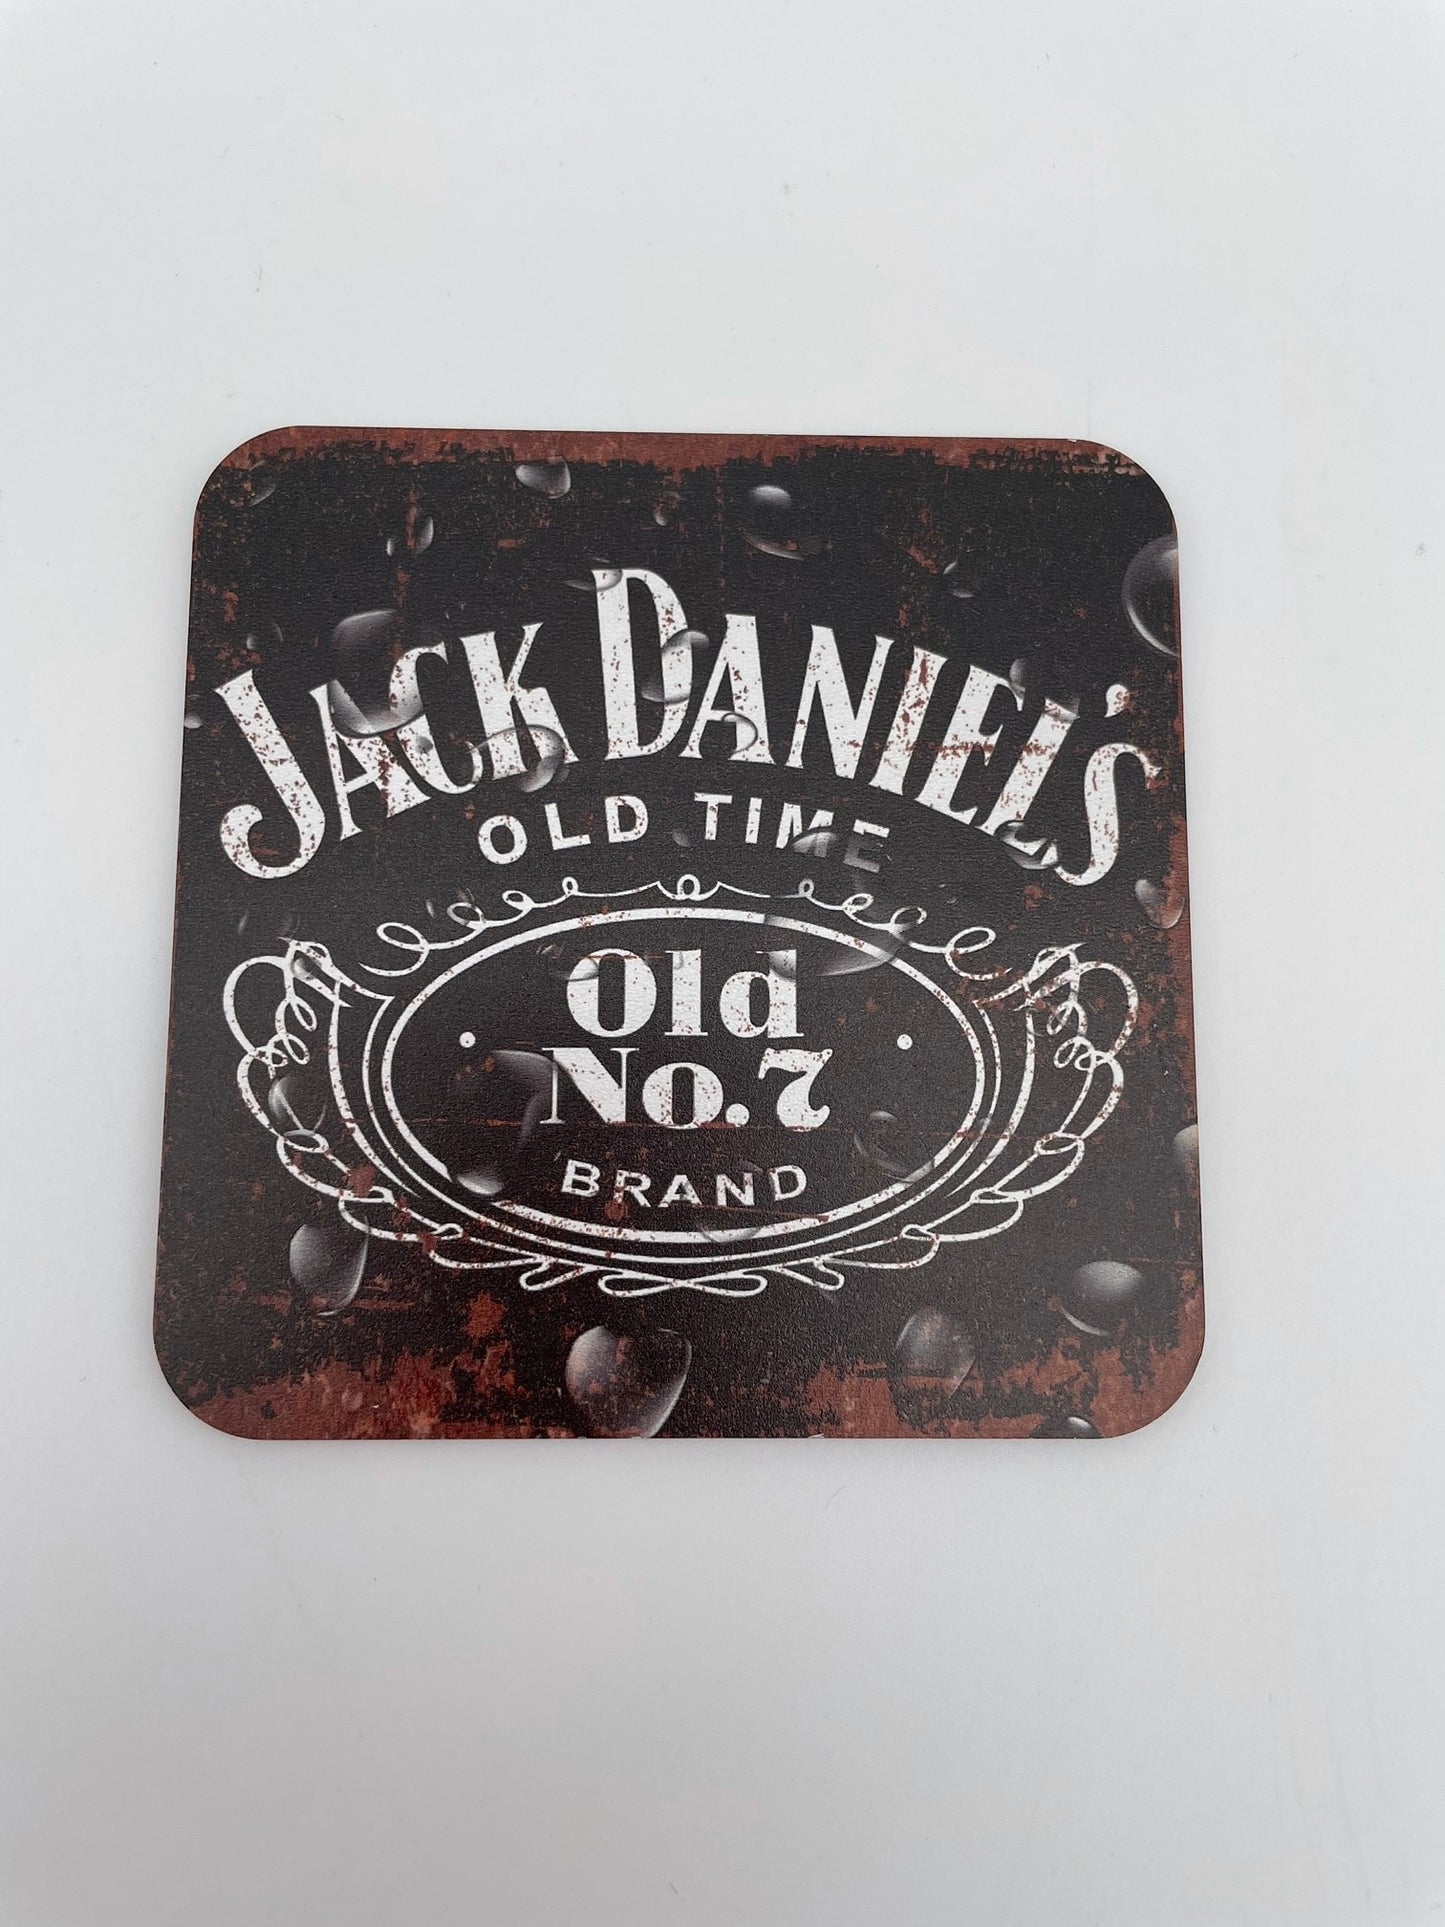 JACK DANIEL'S
OLD TIME
Old
No.7
BRAND